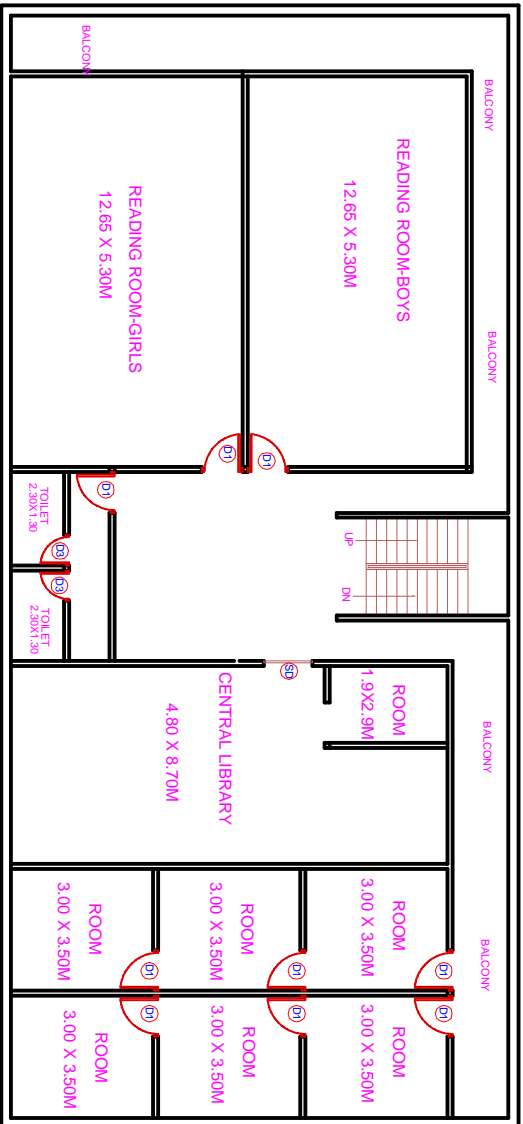 BALCONY
BALCONY
READING ROOM-BOYS
12.65 X 5.30M
READING ROOM-GIRLS
12.65 X 5.30M
BALCONY
D1
D1
D1
TOILET
2.30X1.30
D3
D3
TOILET
2.30X1.30
UP
DN
SD
ROOM
1.9X2.9M
CENTRAL LIBRARY
4.80 X 8.70M
BALCONY
BALCONY
ROOM
3.00 X 3.50M
ROOM
3.00 X 3.50M
ROOM
3.00 X 3.50M
D1
D1
D1
D1
D1
D1
ROOM
3.00 X 3.50M
ROOM
3.00 X 3.50M
ROOM
3.00 X 3.50M